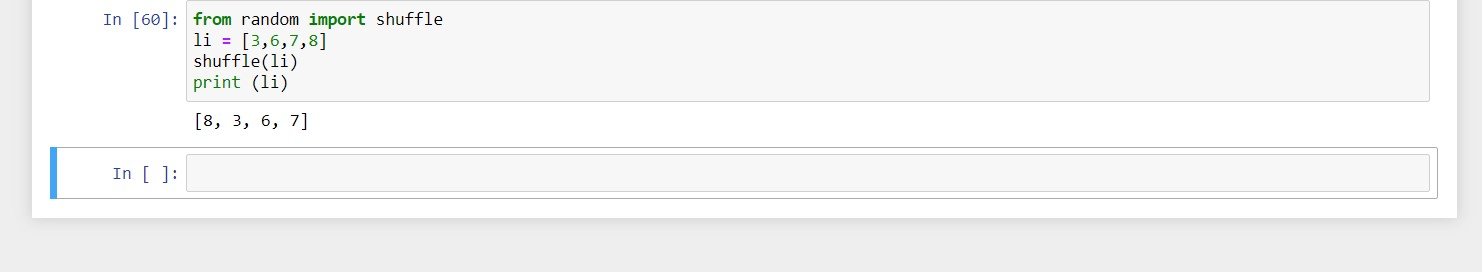 In [60]: from random import shuffle
li = [3,6,7,8]
shuffle(li)
print (li)
[8, 3, 6, 7]
In [ ]: